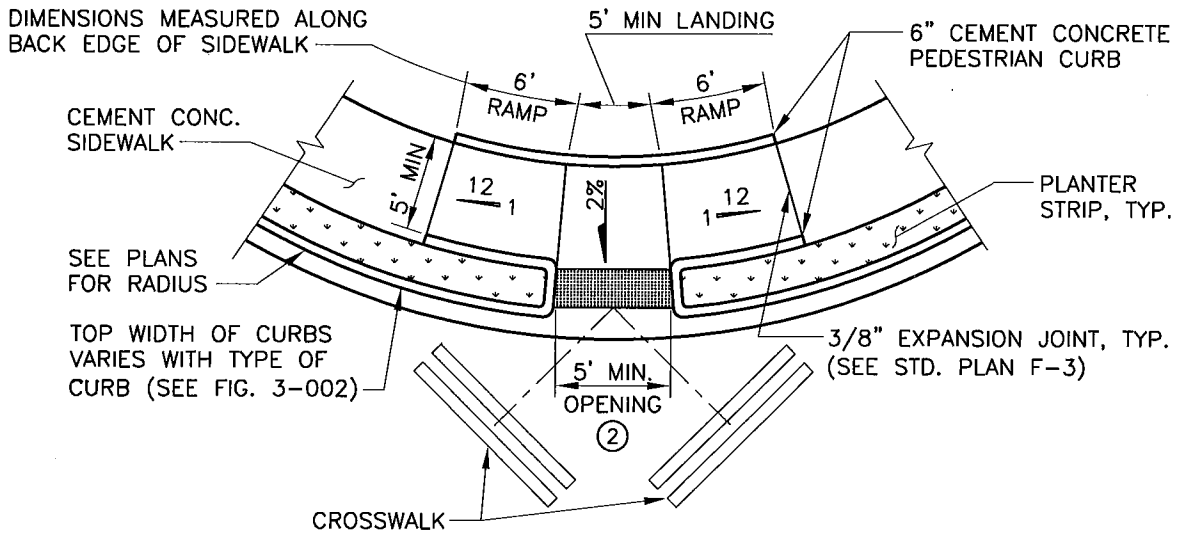 DIMENSIONS MEASURED ALONG
BACK EDGE OF SIDEWALK
5' MIN LANDING
6" CEMENT CONCRETE
PEDESTRIAN CURB
6'
RAMP
6'
RAMP
CEMENT CONC.
SIDEWALK
5' MIN
12
1
2%
12
1
PLANTER
STRIP, TYP.
SEE PLANS
FOR RADIUS
TOP WIDTH OF CURBS
VARIES WITH TYPE OF
CURB (SEE FIG. 3-002)
3/8" EXPANSION JOINT, TYP.
(SEE STD. PLAN F-3)
5' MIN.
OPENING
2
CROSSWALK